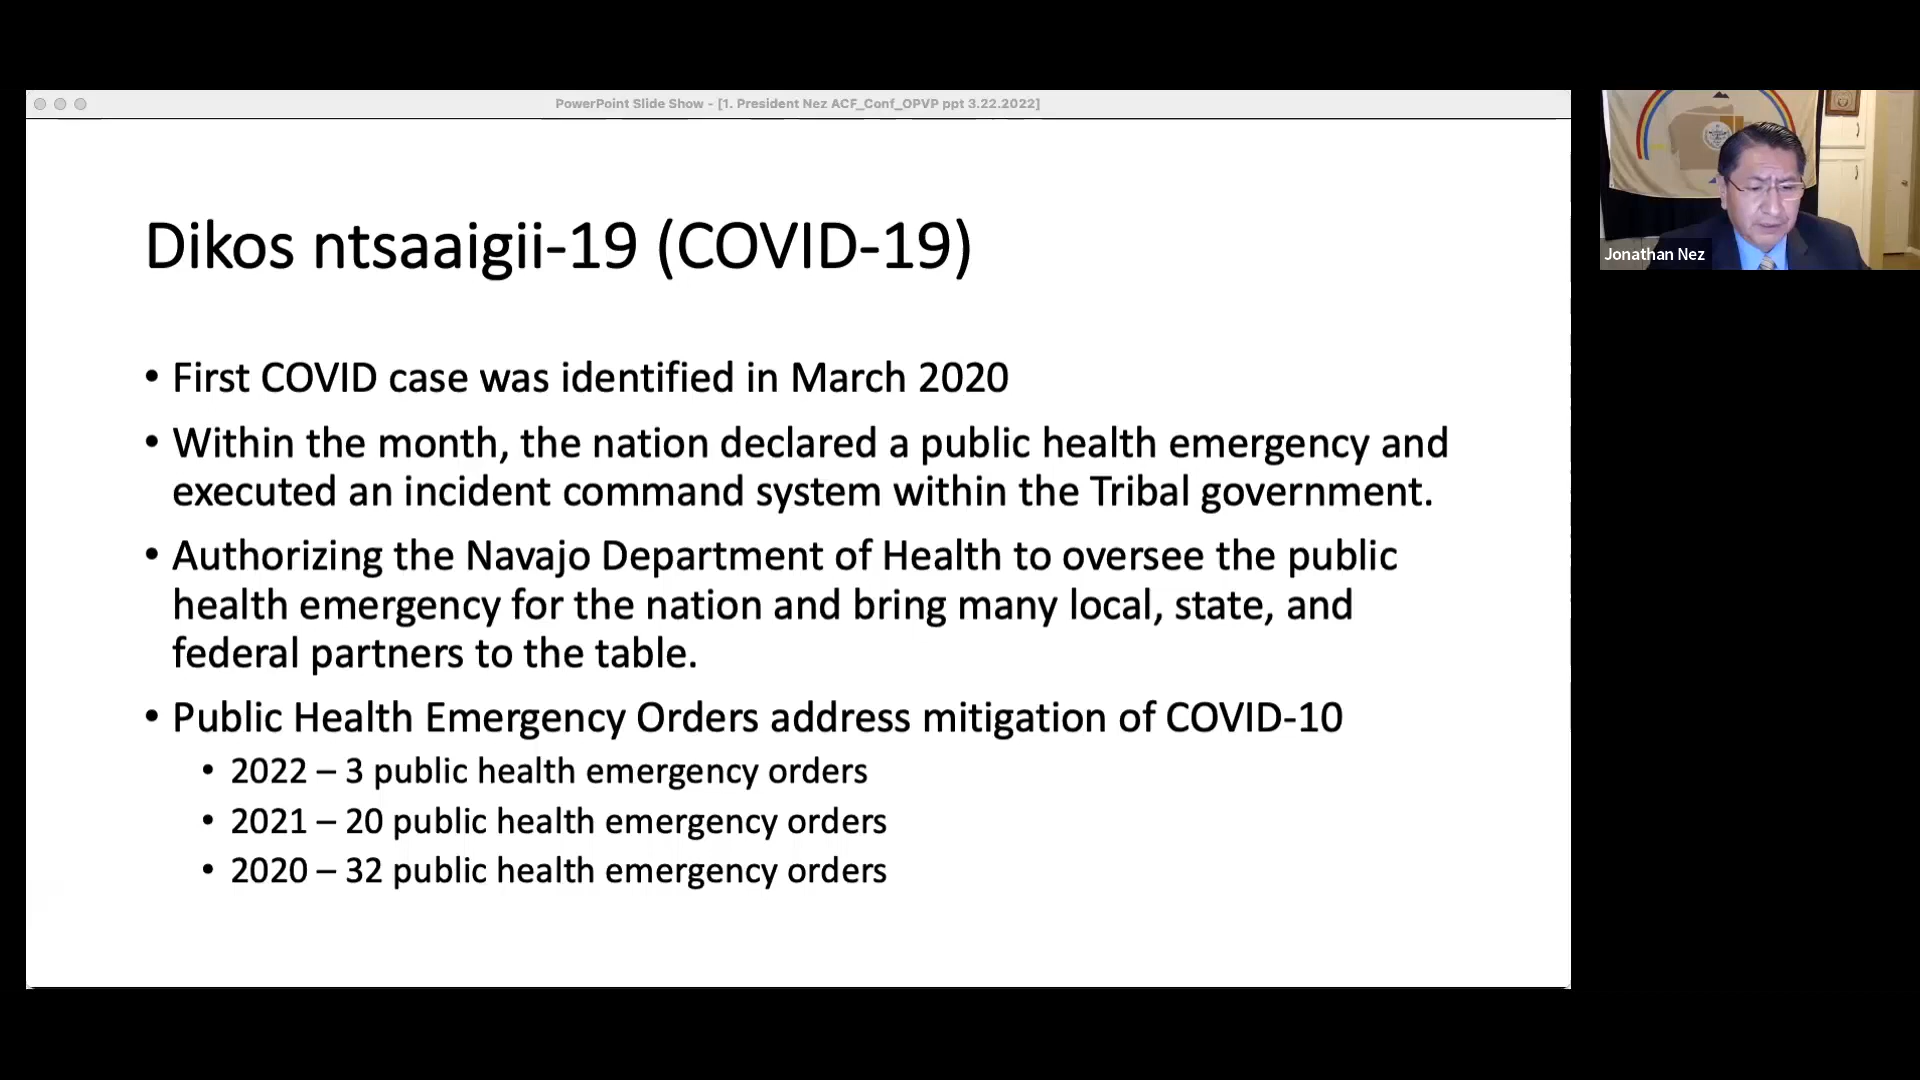 PowerPoint Slide Show - [1. President Nez ACF_Conf_OPVP ppt 3.22.2022]
Dikos ntsaaigii-19 (COVID-19)
• First COVID case was identified in March 2020
• Within the month, the nation declared a public health emergency and
executed an incident command system within the Tribal government.
• Authorizing the Navajo Department of Health to oversee the public
health emergency for the nation and bring many local, state, and
federal partners to the table.
• Public Health Emergency Orders address mitigation of COVID-10
• 2022 – 3 public health emergency orders
• 2021 – 20 public health emergency orders
• 2020 – 32 public health emergency orders
Jonathan Nez